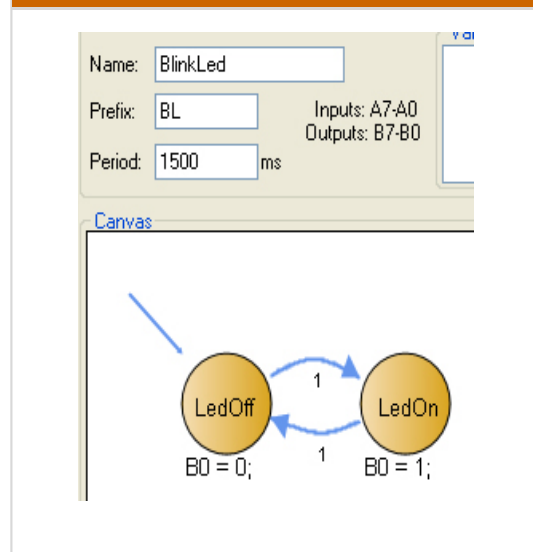 Name: BlinkLed
Prefix: BL
Inputs: A7-A0
Outputs: B7-B0
Period: 1500 ms
Canvas
1
LedOff
LedOn
1
B0 = 0;
B0 = 1;